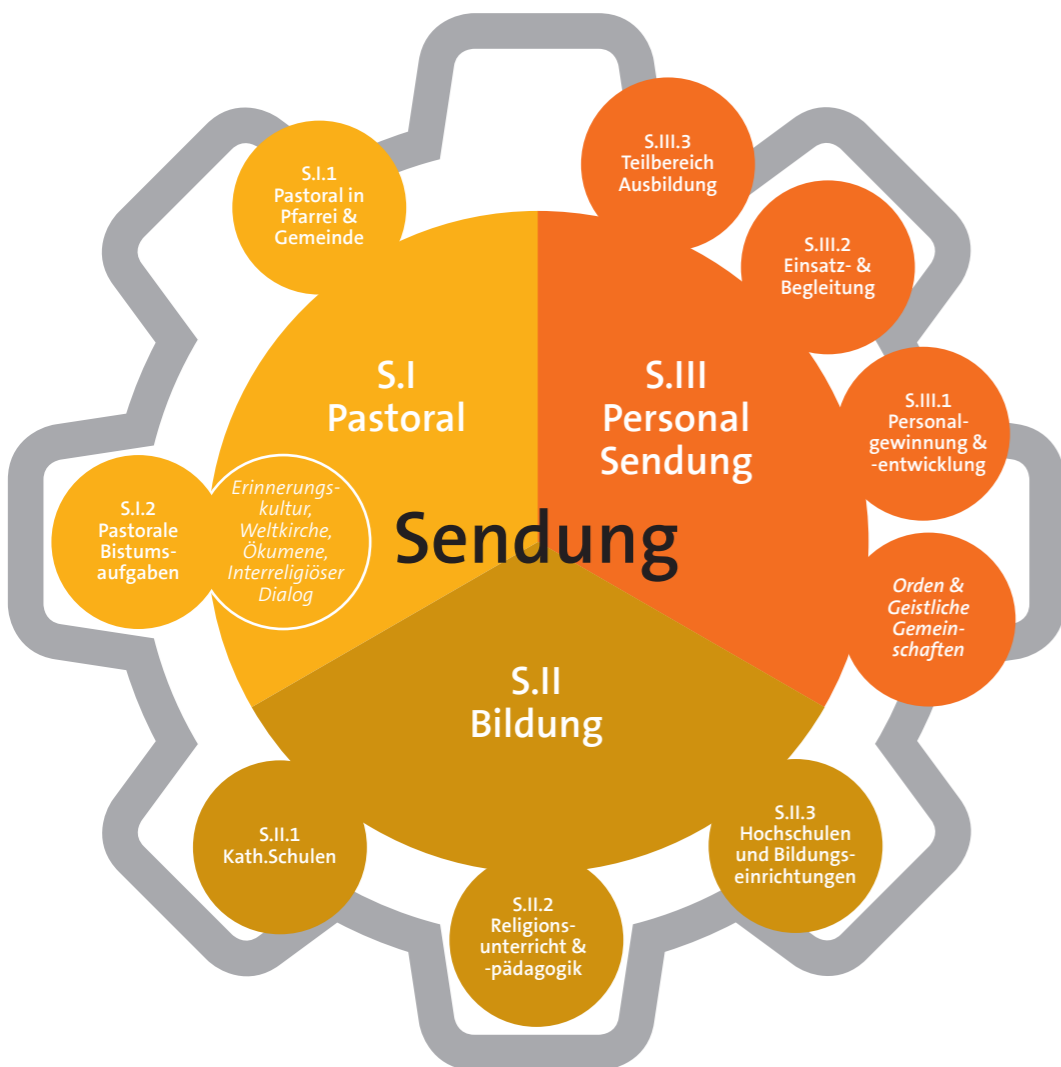 S.III.3
Teilbereich
Ausbildung
S.I.1
Pastoral in
Pfarrei &
Gemeinde
S.III.2
Einsatz- &
Begleitung
S.I
Pastoral
S.III
Personal
Sendung
S.III.1
Personal-
gewinnung &
-entwicklung
S.I.2
Pastorale
Bistums-
aufgaben
Erinnerungs-
kultur,
Weltkirche,
Ökumene,
Interreligiöser
Dialog
Sendung
Orden &
Geistliche
Gemein-
schaften
S.II
Bildung
S.II.1
Kath.Schulen
S.II.2
Religions-
unterricht &
-pädagogik
S.II.3
Hochschulen
und Bildungs-
einrichtungen